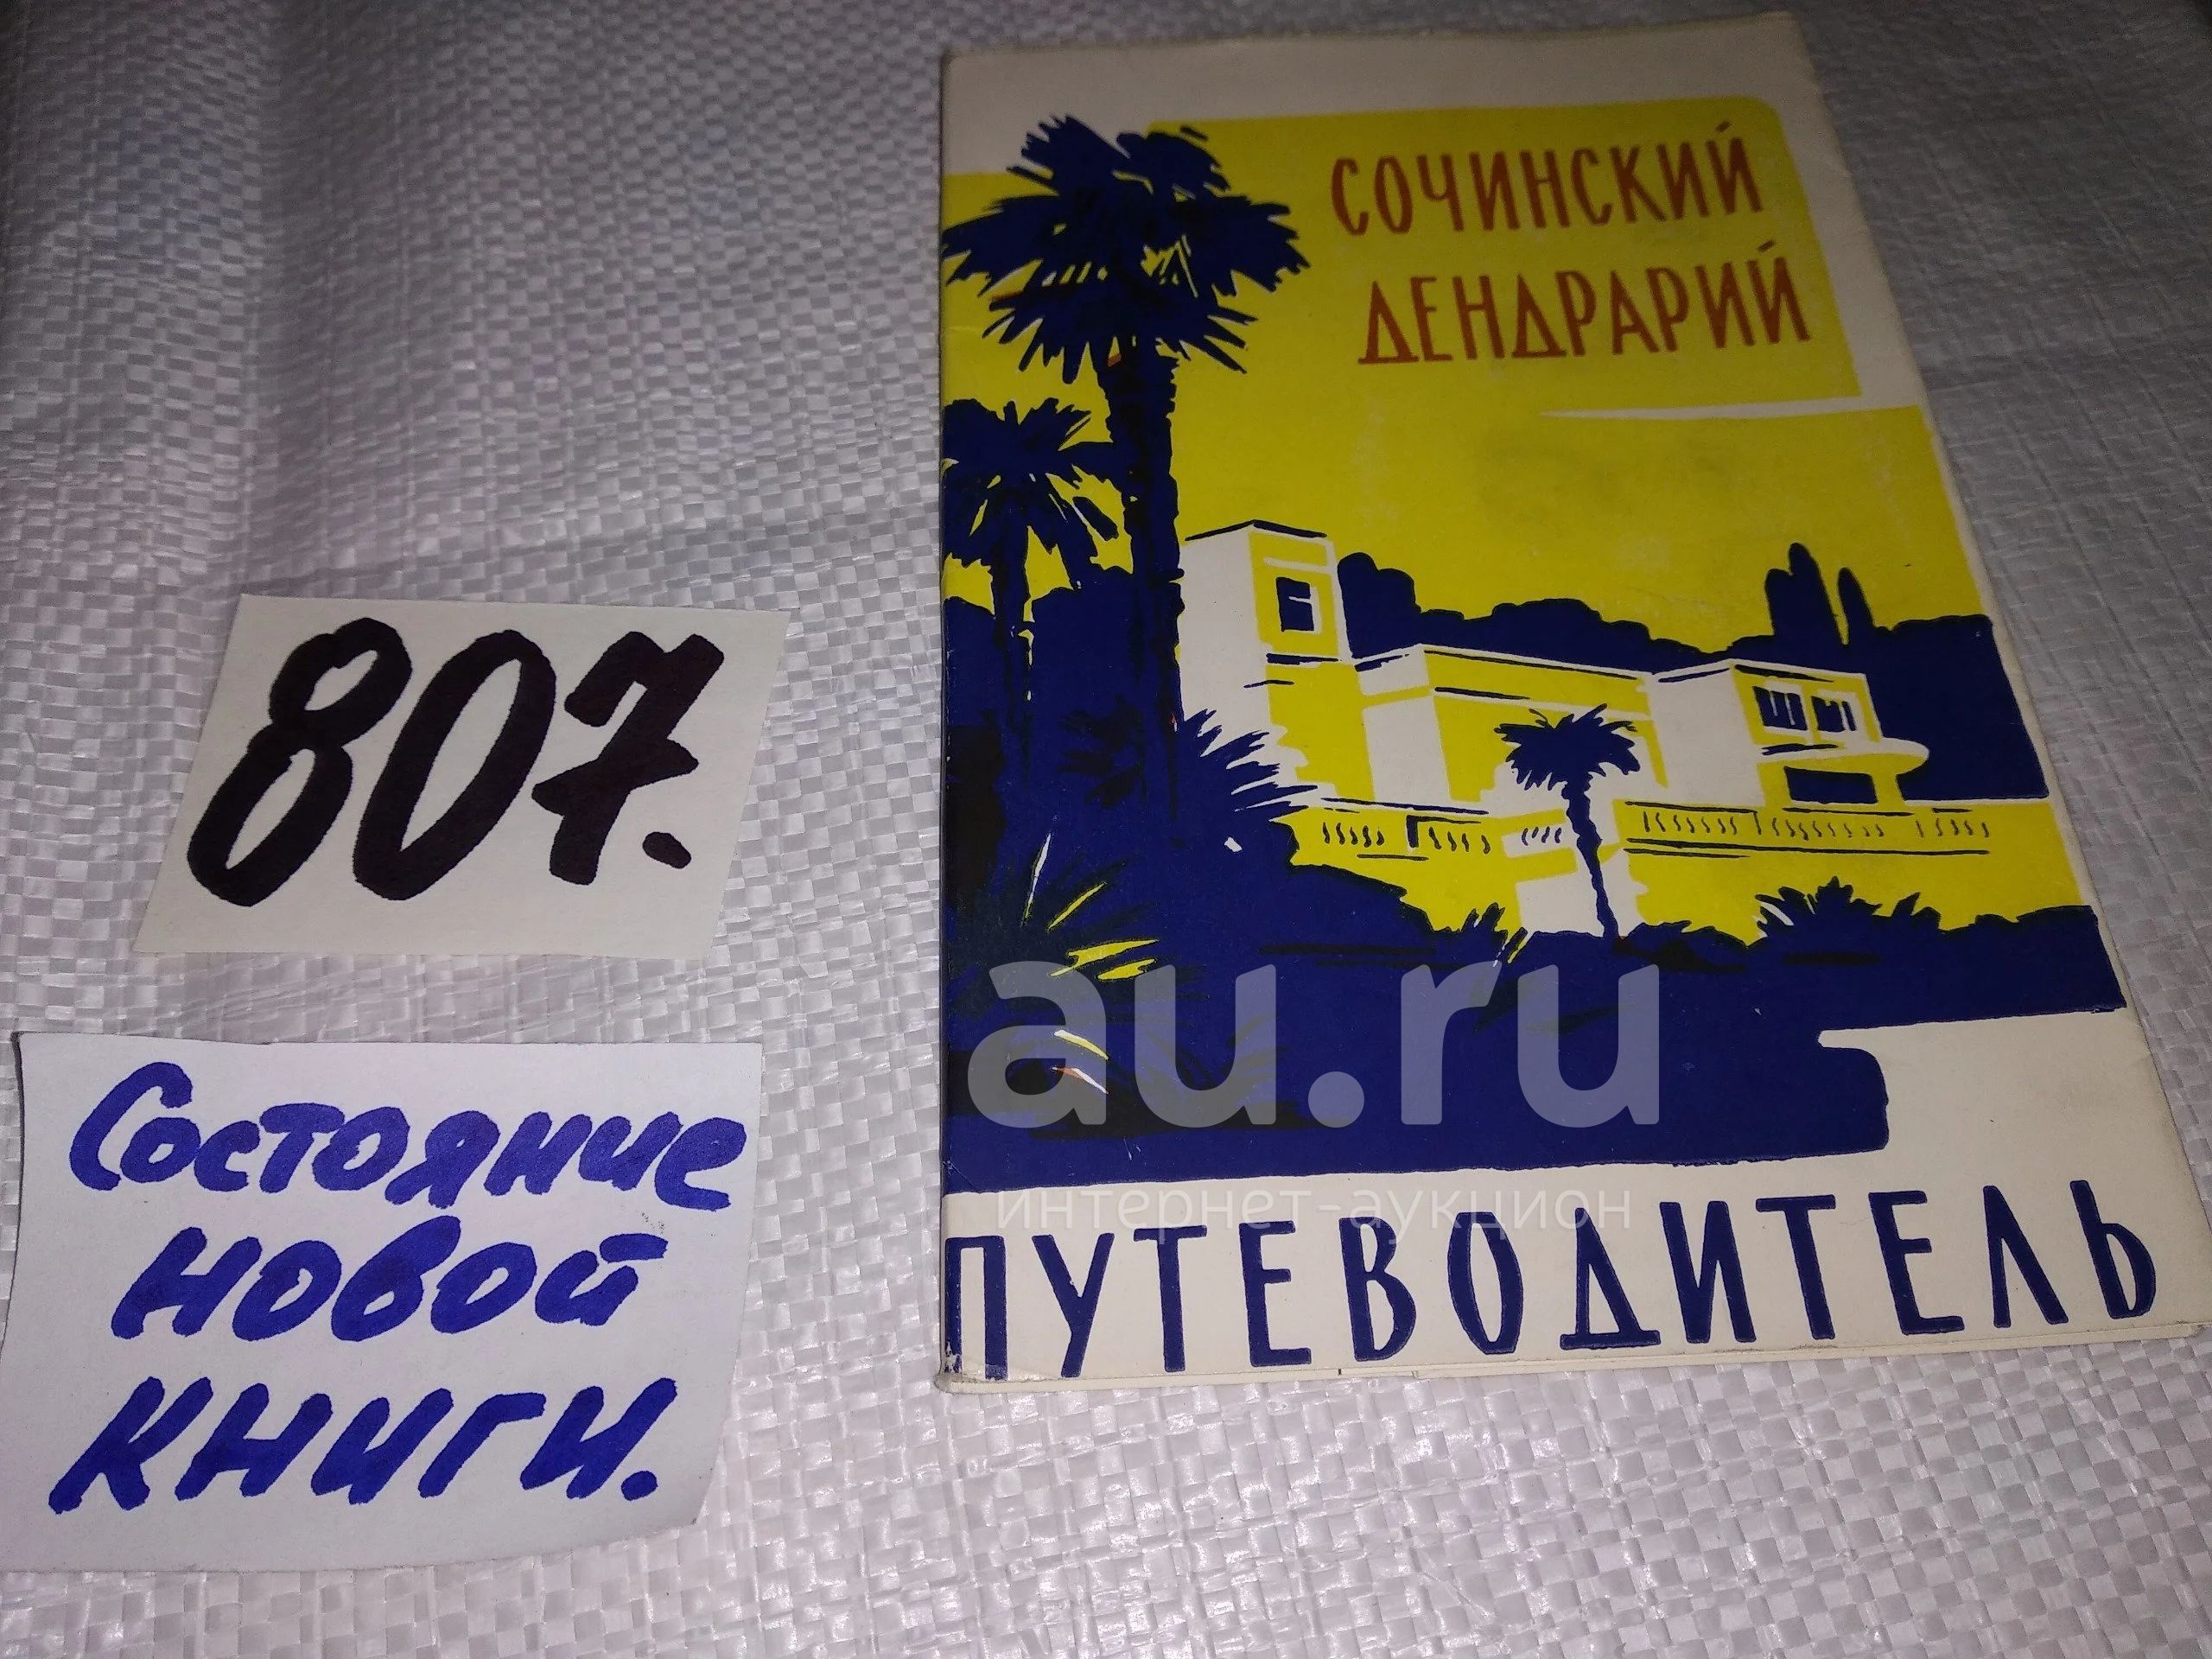 СОЧИНСКИЙ
ДЕНДРАРИЙ
807.
au.ru
интернет-аукцион
ПУТЕВОДИТЕЛЬ
Состояние
новой
книги.